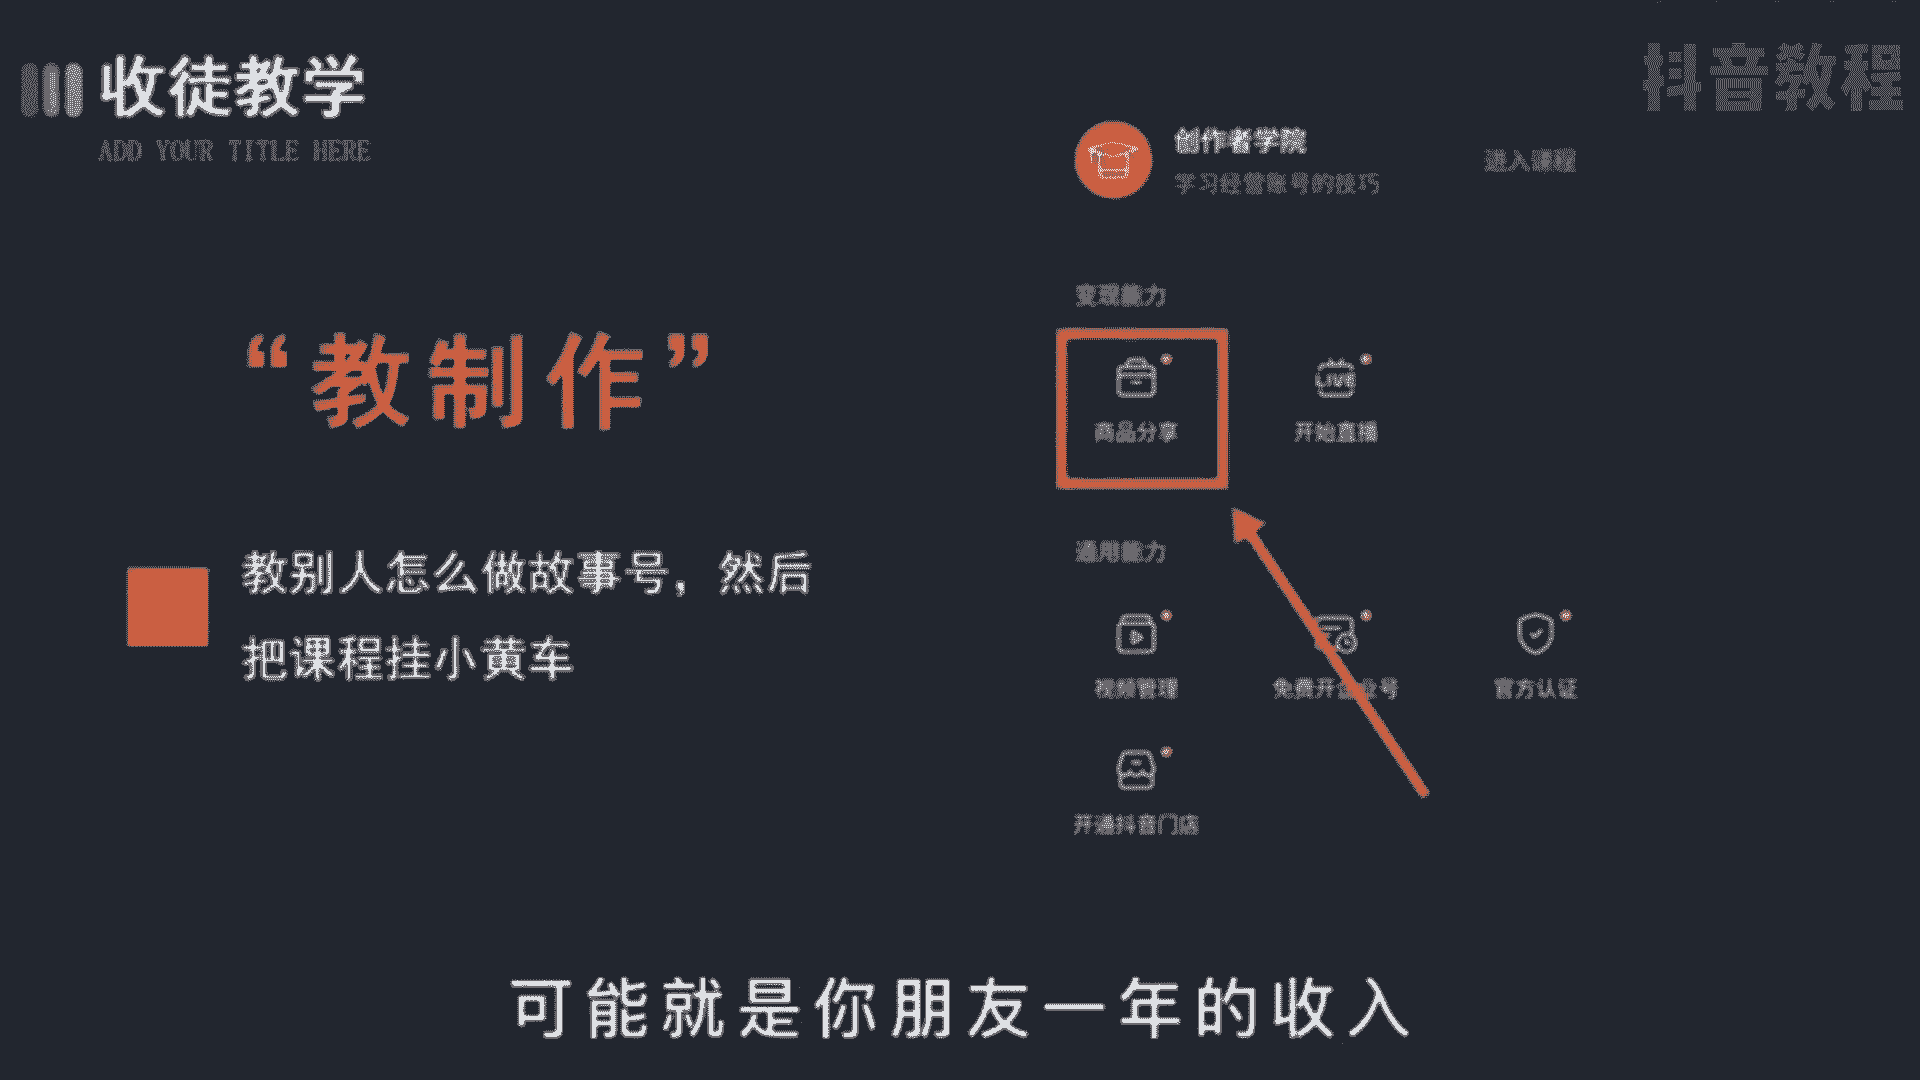 收徒教学
ADD YOUR TITLE HERE
抖音教程
创作者学院
学习经营账号的技巧
进入课程
变现能力
“教制作”
商品分享
开始直播
教别人怎么做故事号，然后
把课程挂小黄车
通用能力
视频管理
免费开企业号
官方认证
开通抖音门店
可能就是你朋友一年的收入